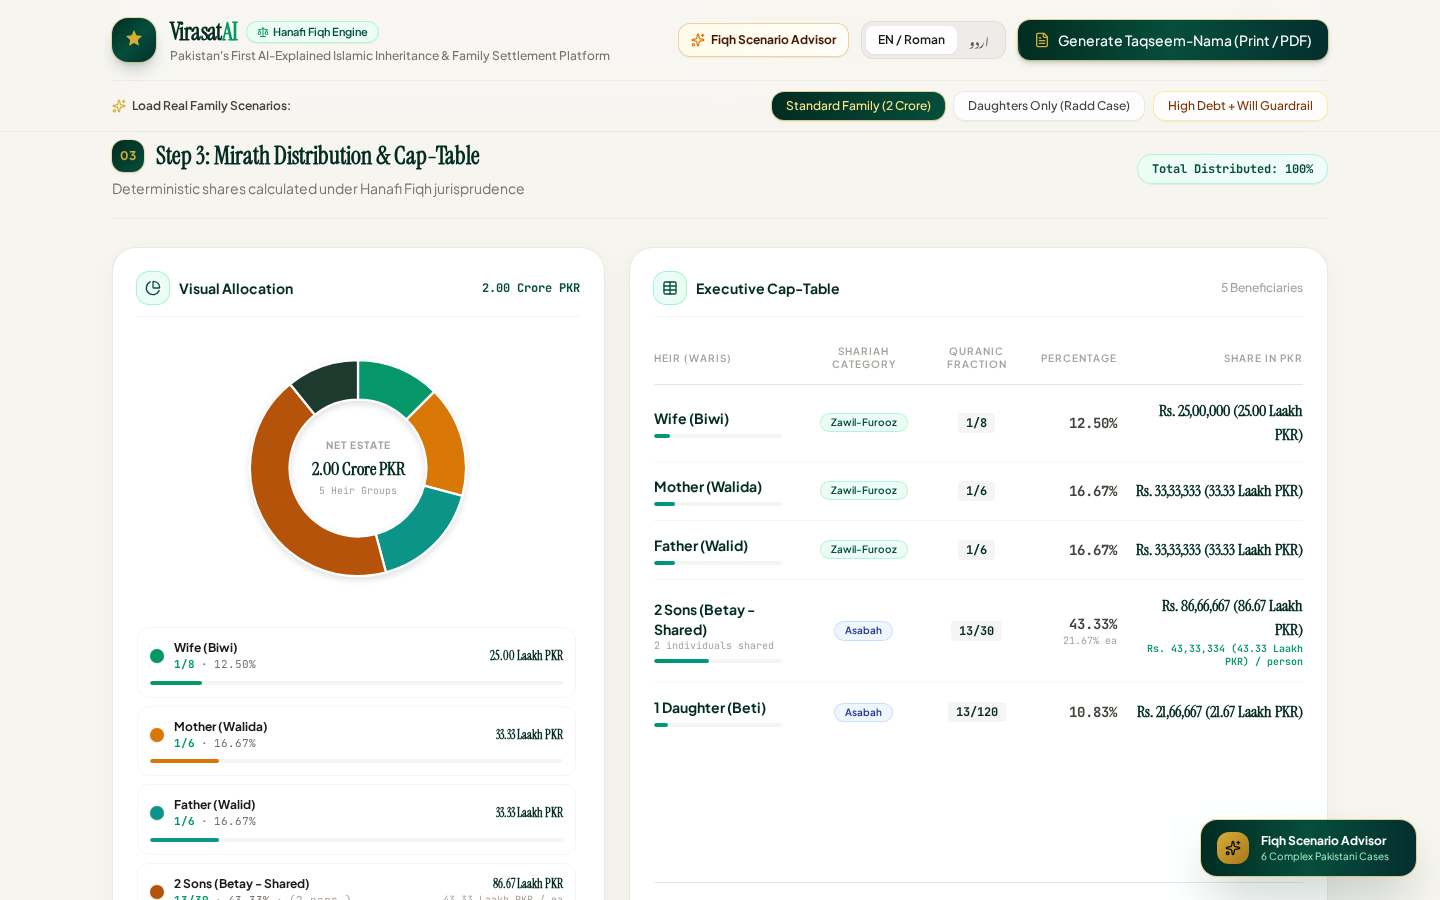 VirasatAI
Hanafi Fiqh Engine
Pakistan's First AI-Explained Islamic Inheritance & Family Settlement Platform
Fiqh Scenario Advisor
EN / Roman
اردو
Generate Taqseem-Nama (Print / PDF)
Load Real Family Scenarios:
Standard Family (2 Crore)
Daughters Only (Radd Case)
High Debt + Will Guardrail
03
Step 3: Mirath Distribution & Cap-Table
Deterministic shares calculated under Hanafi Fiqh jurisprudence
Total Distributed: 100%
Visual Allocation
2.00 Crore PKR
NET ESTATE
2.00 Crore PKR
5 Heir Groups
Wife (Biwi)
1/8 · 12.50%
25.00 Laakh PKR
Mother (Walida)
1/6 · 16.67%
33.33 Laakh PKR
Father (Walid)
1/6 · 16.67%
33.33 Laakh PKR
2 Sons (Betay - Shared)
86.67 Laakh PKR
13/30 · 43.33% · (2 pers.)
43.33 Laakh PKR / ea
Executive Cap-Table
5 Beneficiaries
HEIR (WARIS)
SHARIAH
CATEGORY
QURANIC
FRACTION
PERCENTAGE
SHARE IN PKR
Wife (Biwi)
Zawil-Furooz
1/8
12.50%
Rs. 25,00,000 (25.00 Laakh
PKR)
Mother (Walida)
Zawil-Furooz
1/6
16.67%
Rs. 33,33,333 (33.33 Laakh PKR)
Father (Walid)
Zawil-Furooz
1/6
16.67%
Rs. 33,33,333 (33.33 Laakh PKR)
2 Sons (Betay -
Shared)
2 individuals shared
Asabah
13/30
43.33%
21.67% ea
Rs. 86,66,667 (86.67 Laakh
PKR)
Rs. 43,33,334 (43.33 Laakh
PKR) / person
1 Daughter (Beti)
Asabah
13/120
10.83%
Rs. 21,66,667 (21.67 Laakh PKR)
Fiqh Scenario Advisor
6 Complex Pakistani Cases